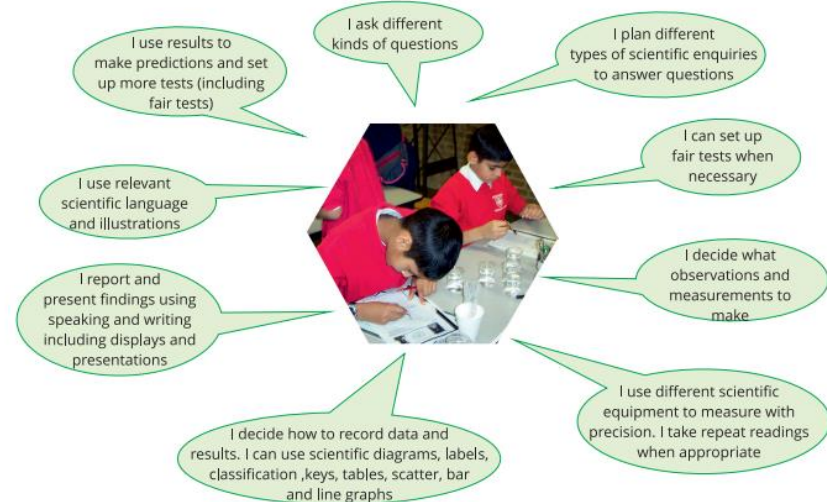 I ask different
kinds of questions
I plan different
types of scientific enquiries
to answer questions
I can set up
fair tests when
necessary
I decide what
observations and
measurements to
make
I use different scientific
equipment to measure with
precision. I take repeat readings
when appropriate
I decide how to record data and
results. I can use scientific diagrams, labels,
classification ,keys, tables, scatter, bar
and line graphs
I report and
present findings using
speaking and writing
including displays and
presentations
I use relevant
scientific language
and illustrations
I use results to
make predictions and set
up more tests (including
fair tests)